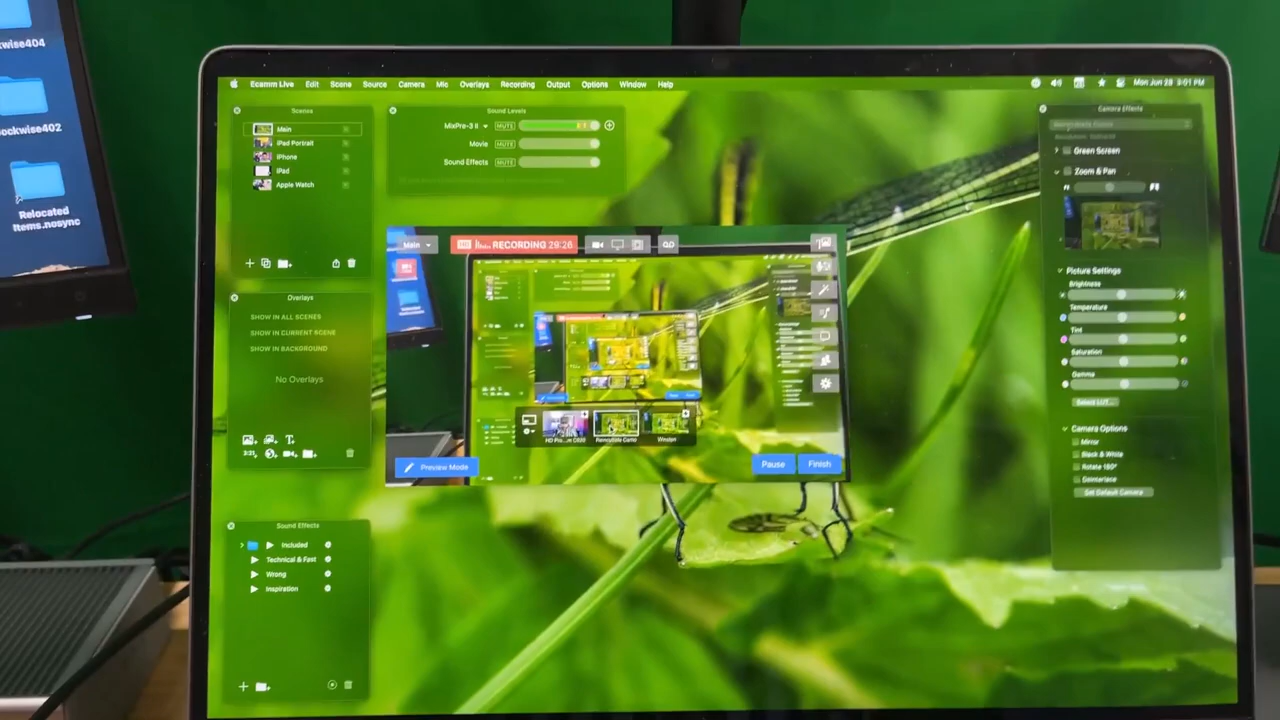 kwise404
ockwise402
Relocated
Items.nosync
Ecamm Live Edit Scene Source Camera Mic Overlays Recording Output Options Window Help
Mon Jun 28 3:01 PM
Scenes
Main
iPad Portrait
iPhone
iPad
Apple Watch
Sound Levels
MixPre-3 II MUTE
Movie MUTE
Sound Effects MUTE
Camera Effects
Green Screen
Zoom & Pan
Picture Settings
Brightness
Temperature
Tint
Saturation
Gamma
Select LUT...
Camera Options
Mirror
Black & White
Rotate 180°
Deinterlace
Set Default Camera
Main
RECORDING 29:26
Preview Mode
Pause
Finish
Overlays
SHOW IN ALL SCENES
SHOW IN CURRENT SCENE
SHOW IN BACKGROUND
No Overlays
Sound Effects
Included
Technical & Fast
Wrong
Inspiration